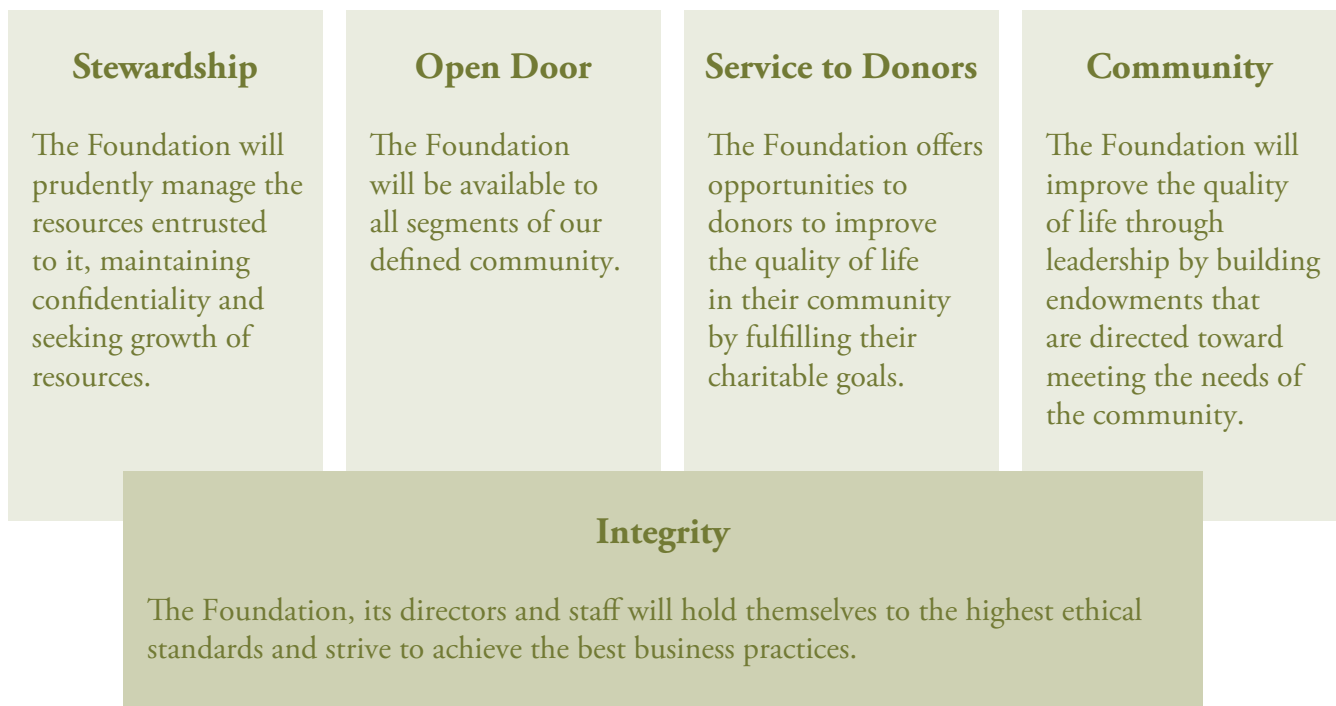 Stewardship
The Foundation will
prudently manage the
resources entrusted
to it, maintaining
confidentiality and
seeking growth of
resources.
Open Door
The Foundation
will be available to
all segments of our
defined community.
Service to Donors
The Foundation offers
opportunities to
donors to improve
the quality of life
in their community
by fulfilling their
charitable goals.
Community
The Foundation will
improve the quality
of life through
leadership by building
endowments that
are directed toward
meeting the needs of
the community.
Integrity
The Foundation, its directors and staff will hold themselves to the highest ethical
standards and strive to achieve the best business practices.